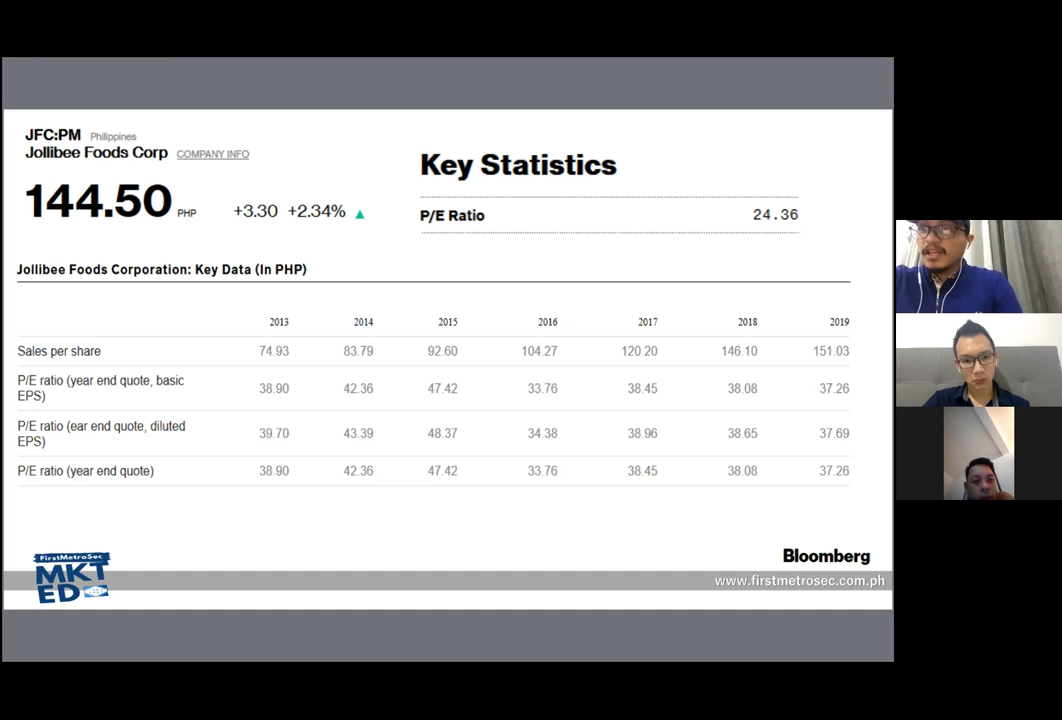 JFC:PM Philippines
Jollibee Foods Corp COMPANY INFO
144.50 PHP +3.30 +2.34% ▲
Key Statistics
P/E Ratio 24.36
Jollibee Foods Corporation: Key Data (In PHP)
2013 2014 2015 2016 2017 2018 2019
Sales per share 74.93 83.79 92.60 104.27 120.20 146.10 151.03
P/E ratio (year end quote, basic
EPS) 38.90 42.36 47.42 33.76 38.45 38.08 37.26
P/E ratio (ear end quote, diluted
EPS) 39.70 43.39 48.37 34.38 38.96 38.65 37.69
P/E ratio (year end quote) 38.90 42.36 47.42 33.76 38.45 38.08 37.26
FirstMetroSec
MKT
ED
Bloomberg
www.firstmetrosec.com.ph